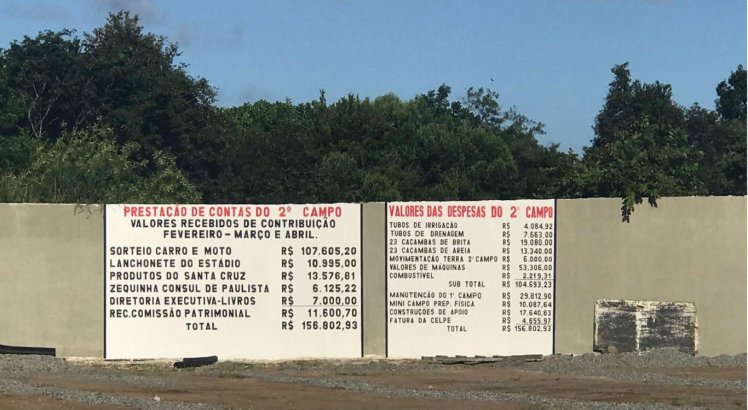 PRESTAÇÃO DE CONTAS DO 2º CAMPO
VALORES RECEBIDOS DE CONTRIBUIÇÃO
FEVEREIRO - MARÇO E ABRIL.
SORTEIO CARRO E MOTO R$ 107.605,20
LANCHONETE DO ESTÁDIO R$ 10.995,00
PRODUTOS DO SANTA CRUZ R$ 13.576,81
ZEQUINHA CONSUL DE PAULISTA R$ 6.125,22
DIRETORIA EXECUTIVA-LIVROS R$ 7.000,00
REC.COMISSÃO PATRIMONIAL R$ 11.600,70
TOTAL R$ 156.802,93
VALORES DAS DESPESAS DO 2º CAMPO
TUBOS DE IRRIGAÇÃO R$ 4.084,92
TUBOS DE DRENAGEM R$ 7.663,00
23 CAÇAMBAS DE BRITA R$ 19.080,00
23 CAÇAMBAS DE AREIA R$ 13.340,00
MOVIMENTAÇÃO TERRA 2º CAMPO R$ 6.000,00
VALORES DE MÁQUINAS R$ 53.306,00
COMBUSTÍVEL R$ 2.219,31
SUB TOTAL R$ 104.693,23
MANUTENÇÃO DO 1º CAMPO R$ 29.812,90
MINI CAMPO PREP. FÍSICA R$ 10.087,64
CONSTRUÇÕES DE APOIO R$ 17.640,83
FATURA DA CELPE R$ 4.655,97
TOTAL R$ 156.802,93